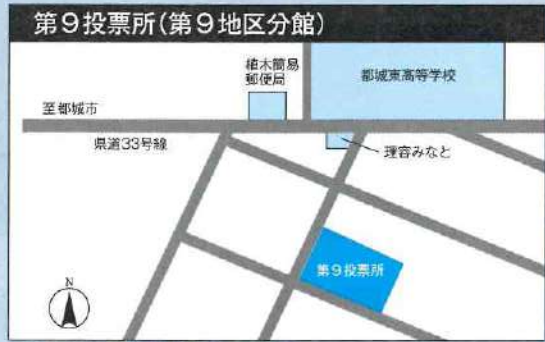 第9投票所(第9地区分館)
植木簡易
郵便局
都城東高等学校
至都城市
県道33号線
理容みなと
第9投票所
N